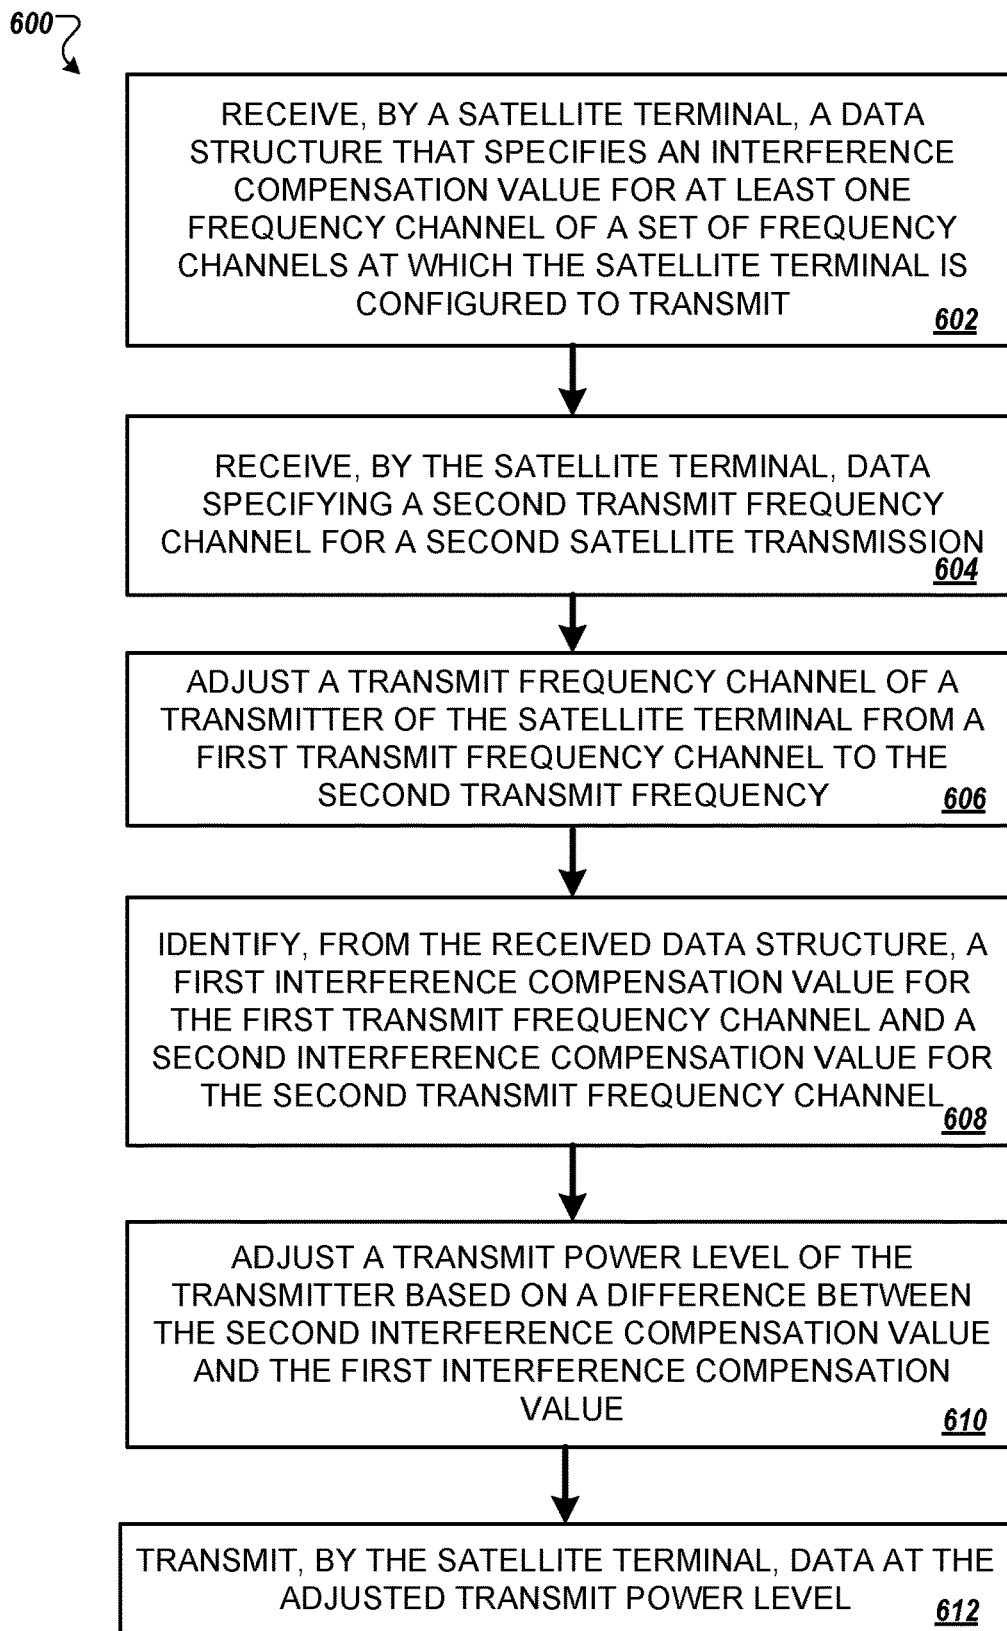 600
RECEIVE, BY A SATELLITE TERMINAL, A DATA
STRUCTURE THAT SPECIFIES AN INTERFERENCE
COMPENSATION VALUE FOR AT LEAST ONE
FREQUENCY CHANNEL OF A SET OF FREQUENCY
CHANNELS AT WHICH THE SATELLITE TERMINAL IS
CONFIGURED TO TRANSMIT
602
RECEIVE, BY THE SATELLITE TERMINAL, DATA
SPECIFYING A SECOND TRANSMIT FREQUENCY
CHANNEL FOR A SECOND SATELLITE TRANSMISSION
604
ADJUST A TRANSMIT FREQUENCY CHANNEL OF A
TRANSMITTER OF THE SATELLITE TERMINAL FROM A
FIRST TRANSMIT FREQUENCY CHANNEL TO THE
SECOND TRANSMIT FREQUENCY
606
IDENTIFY, FROM THE RECEIVED DATA STRUCTURE, A
FIRST INTERFERENCE COMPENSATION VALUE FOR
THE FIRST TRANSMIT FREQUENCY CHANNEL AND A
SECOND INTERFERENCE COMPENSATION VALUE FOR
THE SECOND TRANSMIT FREQUENCY CHANNEL
608
ADJUST A TRANSMIT POWER LEVEL OF THE
TRANSMITTER BASED ON A DIFFERENCE BETWEEN
THE SECOND INTERFERENCE COMPENSATION VALUE
AND THE FIRST INTERFERENCE COMPENSATION
VALUE
610
TRANSMIT, BY THE SATELLITE TERMINAL, DATA AT THE
ADJUSTED TRANSMIT POWER LEVEL
612